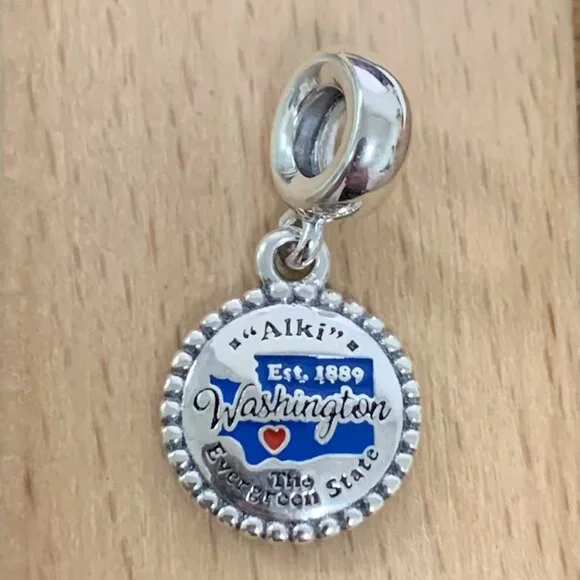 "Alki"
Est. 1889
Washington
The
Evergreen State